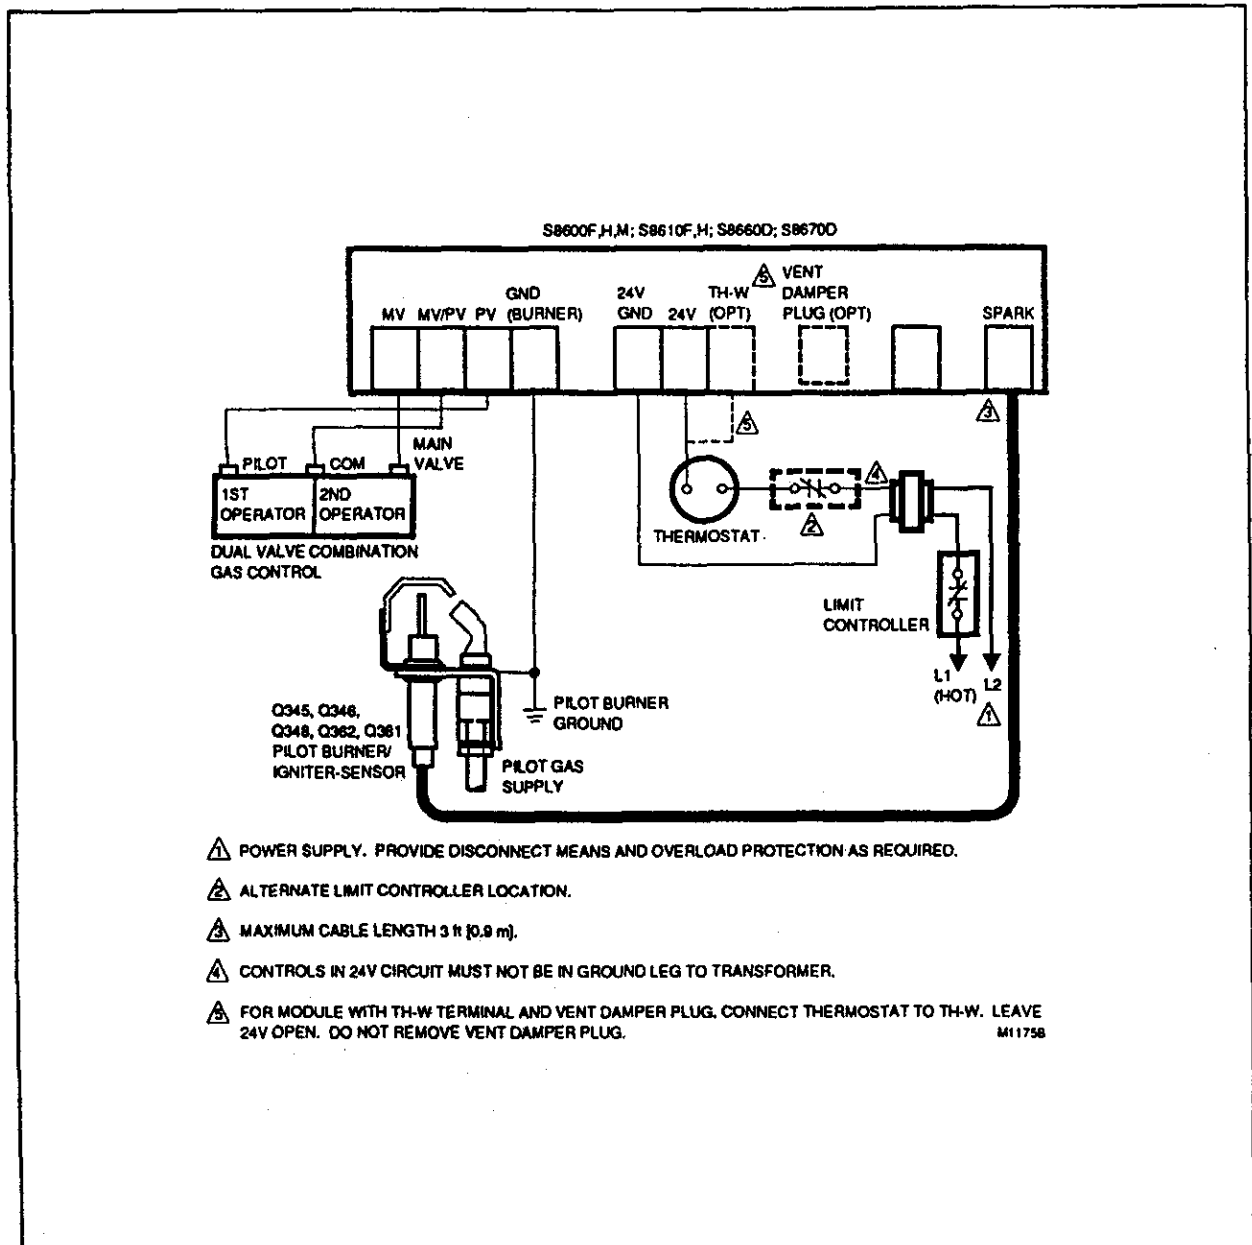 S8600F,H,M; S8610F,H; S8660D; S8670D
MV MV/PV PV
GND
(BURNER)
24V
GND
24V
TH-W
(OPT)
5 VENT
DAMPER
PLUG (OPT)
SPARK
3
5
PILOT
COM
MAIN
VALVE
1ST
OPERATOR
2ND
OPERATOR
DUAL VALVE COMBINATION
GAS CONTROL
THERMOSTAT
4
2
LIMIT
CONTROLLER
L1
(HOT)
L2
1
Q345, Q346,
Q348, Q362, Q361
PILOT BURNER/
IGNITER-SENSOR
PILOT BURNER
GROUND
PILOT GAS
SUPPLY
1 POWER SUPPLY. PROVIDE DISCONNECT MEANS AND OVERLOAD PROTECTION AS REQUIRED.
2 ALTERNATE LIMIT CONTROLLER LOCATION.
3 MAXIMUM CABLE LENGTH 3 ft [0.9 m].
4 CONTROLS IN 24V CIRCUIT MUST NOT BE IN GROUND LEG TO TRANSFORMER.
5 FOR MODULE WITH TH-W TERMINAL AND VENT DAMPER PLUG, CONNECT THERMOSTAT TO TH-W. LEAVE
24V OPEN. DO NOT REMOVE VENT DAMPER PLUG.
M1175B